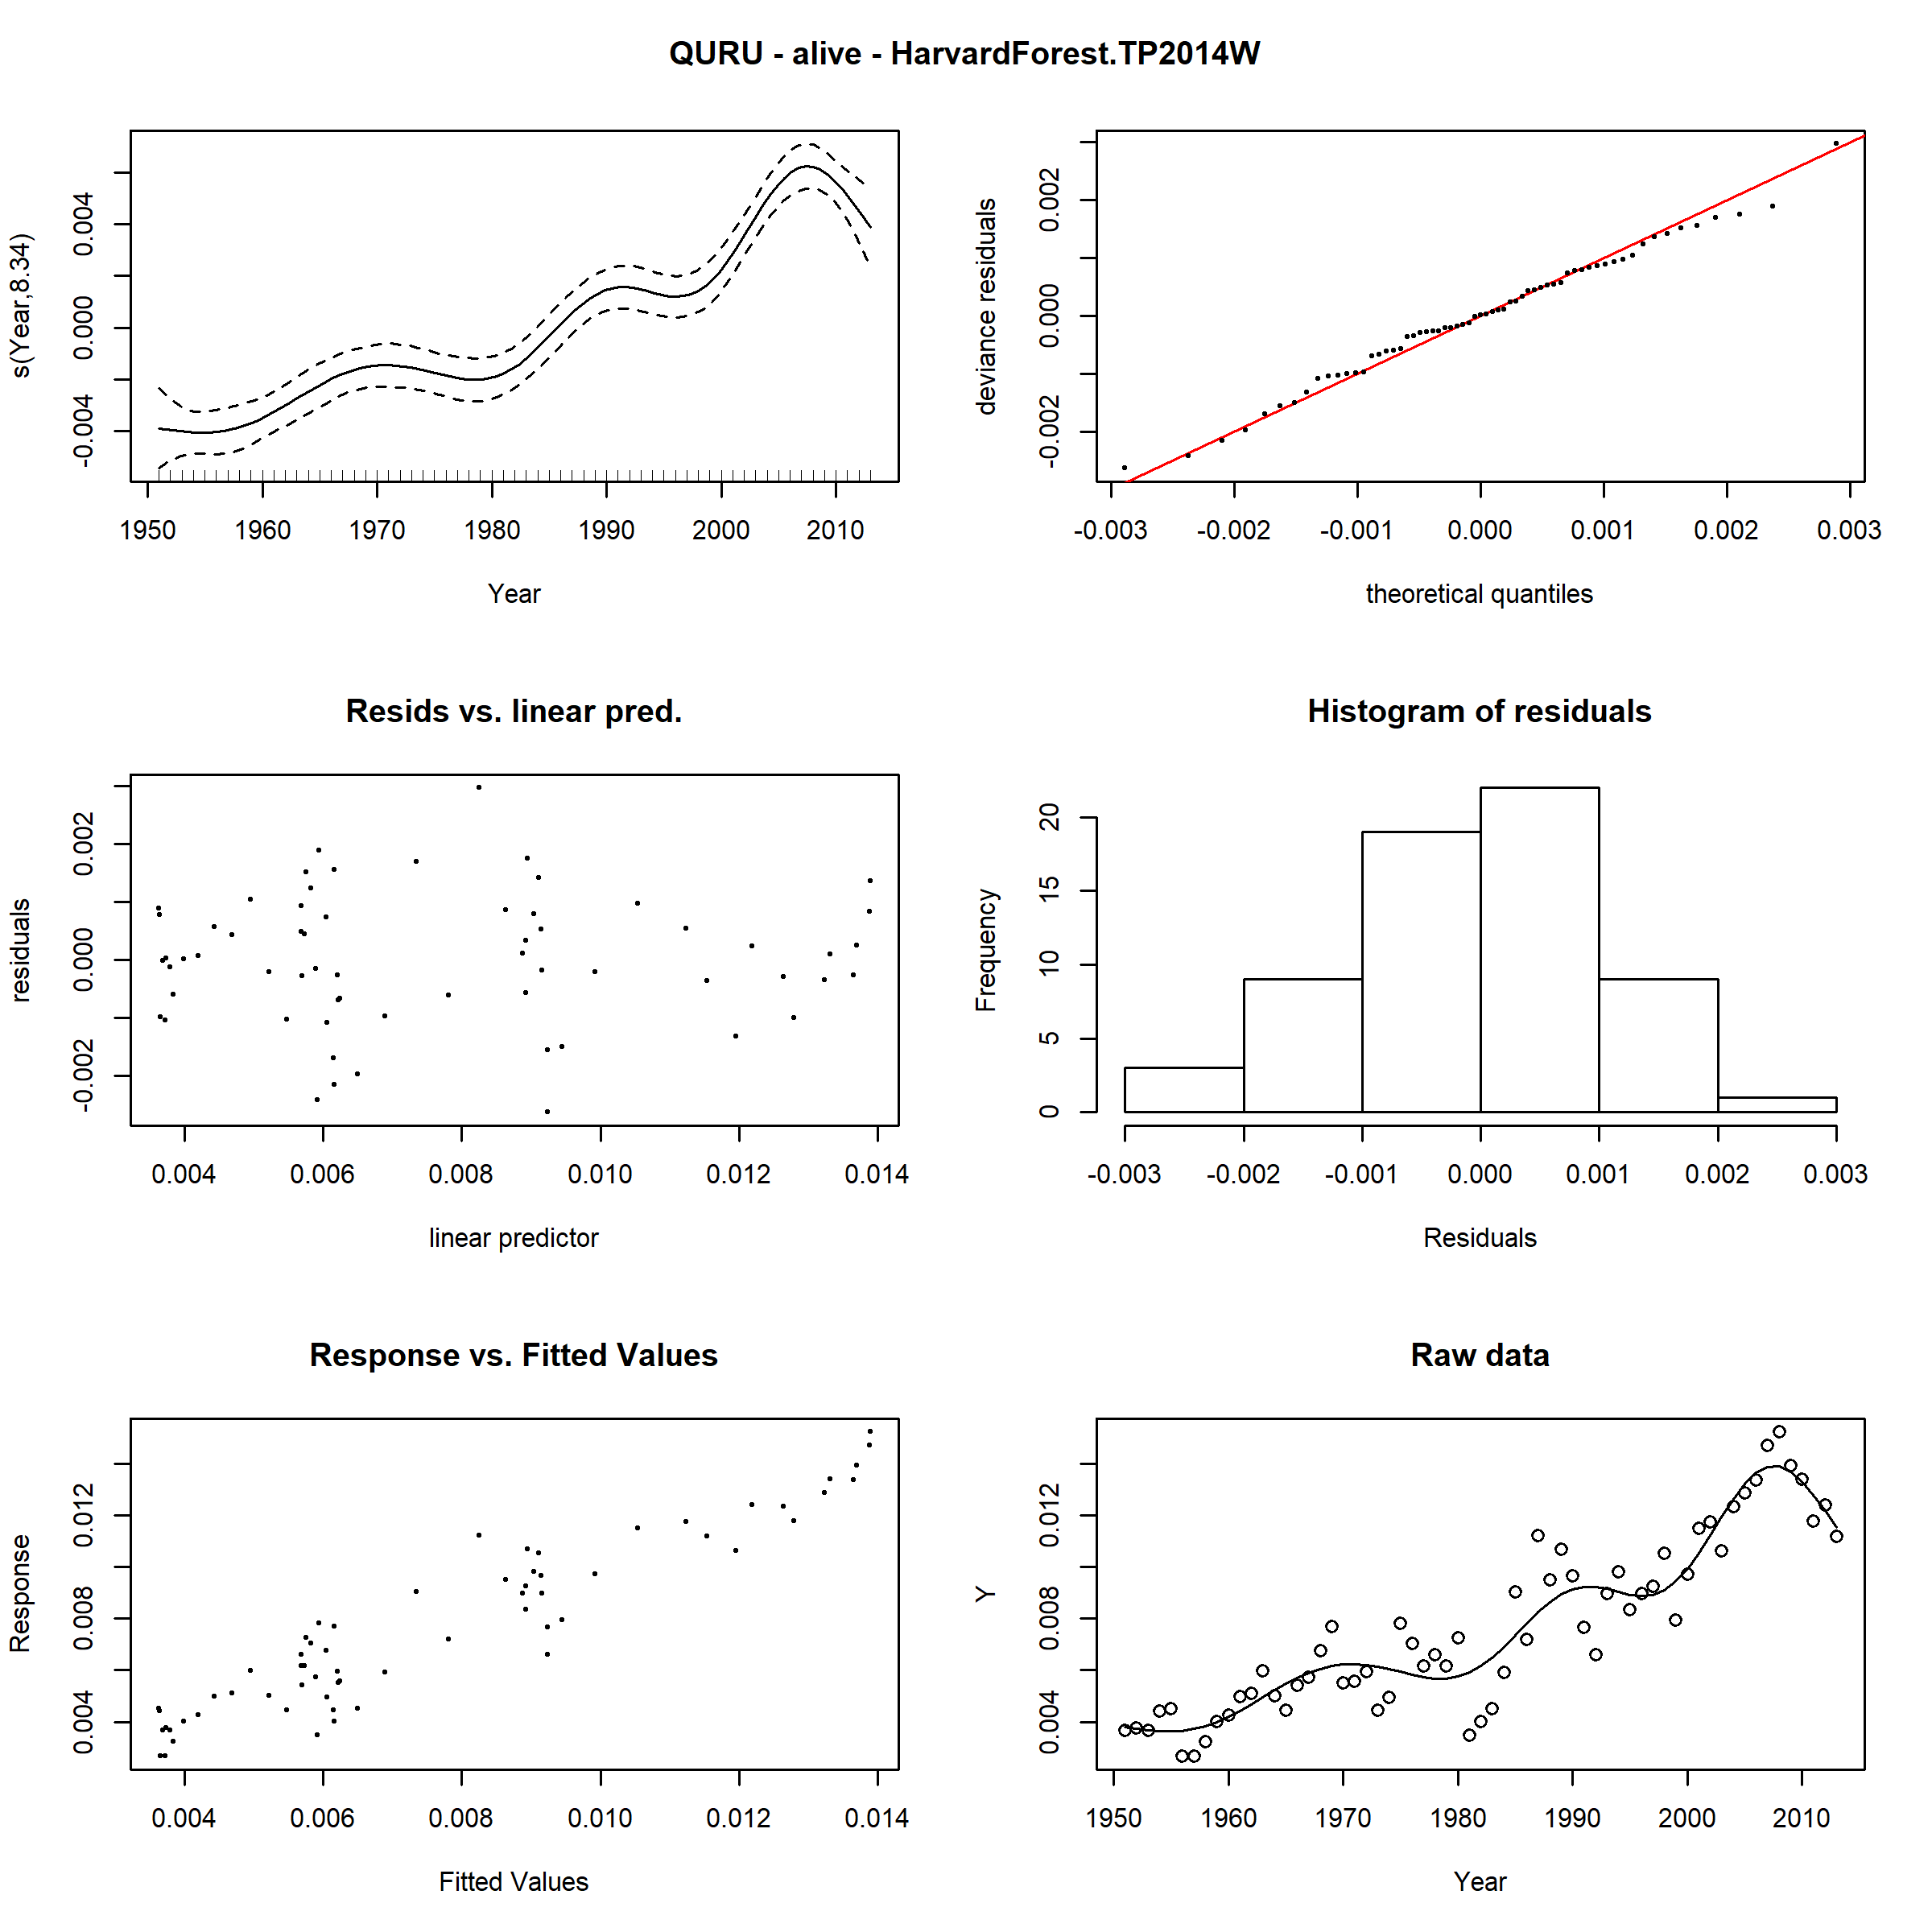 QURU - alive - HarvardForest.TP2014W
s(Year,8.34)
-0.004 0.000 0.004
1950 1960 1970 1980 1990 2000 2010
Year
deviance residuals
-0.002 0.000 0.002
-0.003 -0.002 -0.001 0.000 0.001 0.002 0.003
theoretical quantiles
Resids vs. linear pred.
residuals
-0.002 0.000 0.002
0.004 0.006 0.008 0.010 0.012 0.014
linear predictor
Histogram of residuals
Frequency
0 5 10 15 20
-0.003 -0.002 -0.001 0.000 0.001 0.002 0.003
Residuals
Response vs. Fitted Values
Response
0.004 0.008 0.012
0.004 0.006 0.008 0.010 0.012 0.014
Fitted Values
Raw data
Y
0.004 0.008 0.012
1950 1960 1970 1980 1990 2000 2010
Year